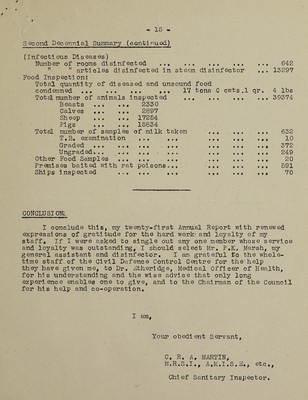 - 15 -
Second Decennial Summary (continued)
(Infectious Diseases)
Number of rooms disinfected ... ... ... ... 642
" articles disinfected in steam disinfector ... 13297
Food Inspection:
Total quantity of diseased and unsound food
condemned ... ... ... ... 17 tons 0 cwts.1 qr. 4 lbs
Total number of animals inspected ... ... ... 39374
Beasts ... ... 2330
Calves ... ... 2897
Sheep ... ... 17284
Pigs ... ... 15834
Total number of samples of milk taken ... ... 632
T.B. examination ... ... ... 10
Graded ... ... ... ... 372
Ungraded... ... ... ... 249
Other Food Samples ... ... ... ... 20
Premises baited with rat poisons... ... ... 591
Ships inspected ... ... ... ... 70
CONCLUSION.
I conclude this, my twenty-first Annual Report with renewed
expressions of gratitude for the hard work and loyalty of my
staff. If I were asked to single out any one member whose service
and loyalty was outstanding, I should select Mr. F.K. Marsh, my
general assistant and disinfector. I am grateful to the whole-
time staff of the Civil Defence Control Centre for the help
they have given me, to Dr. Etheridge, Medical Officer of Health,
for his understanding and the wise advice that only long
experience enables one to give, and to the Chairman of the Council
for his help and co-operation.
I am,
Your obedient Servant,
C. R. A. MARTIN,
M.R.S.I., A.M.I.S.E., etc.,
Chief Sanitary Inspector.